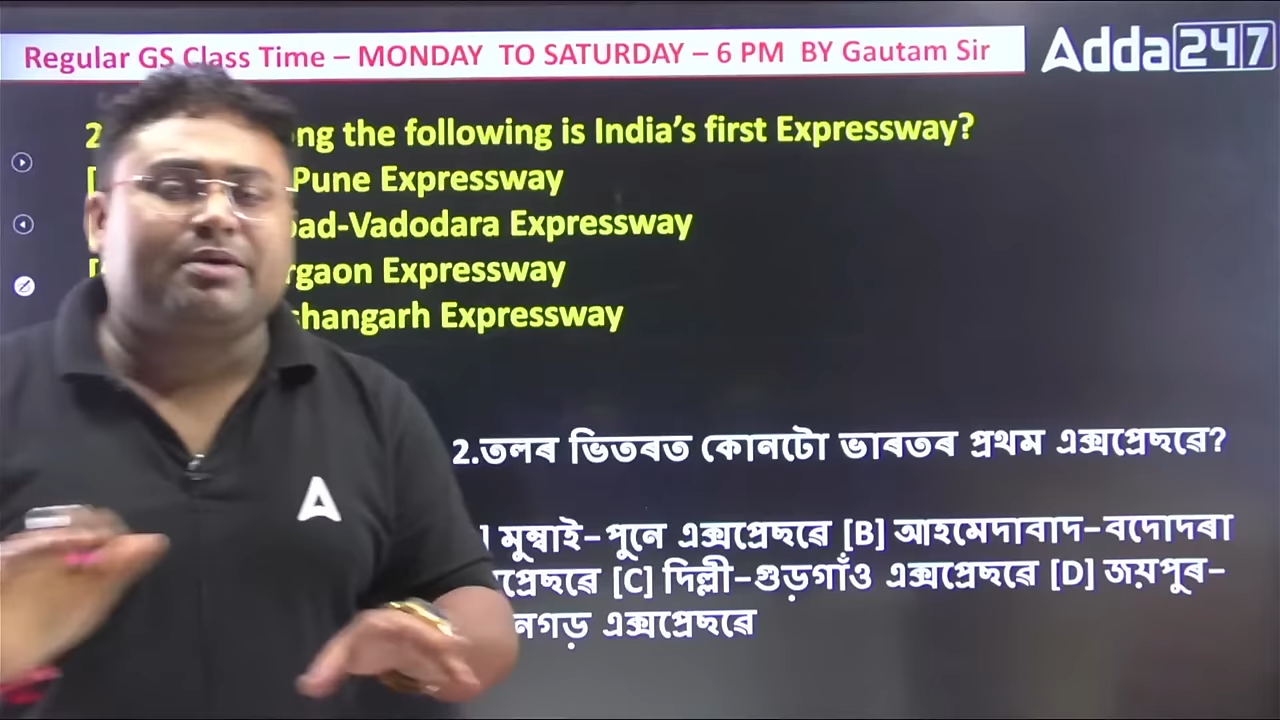 Regular GS Class Time – MONDAY TO SATURDAY – 6 PM BY Gautam Sir
Adda247
2 ng the following is India's first Expressway?
[ Pune Expressway
bad-Vadodara Expressway
[ rgaon Expressway
shangarh Expressway
2.তলৰ ভিতৰত কোনটো ভাৰতৰ প্ৰথম এক্সপ্ৰেছৱে?
] মুম্বাই-পুনে এক্সপ্ৰেছৱে [B] আহমেদাবাদ-বদোদৰা
প্ৰেছৱে [C] দিল্লী-গুড়গাঁও এক্সপ্ৰেছৱে [D] জয়পুৰ-
নগড় এক্সপ্ৰেছৱে
A